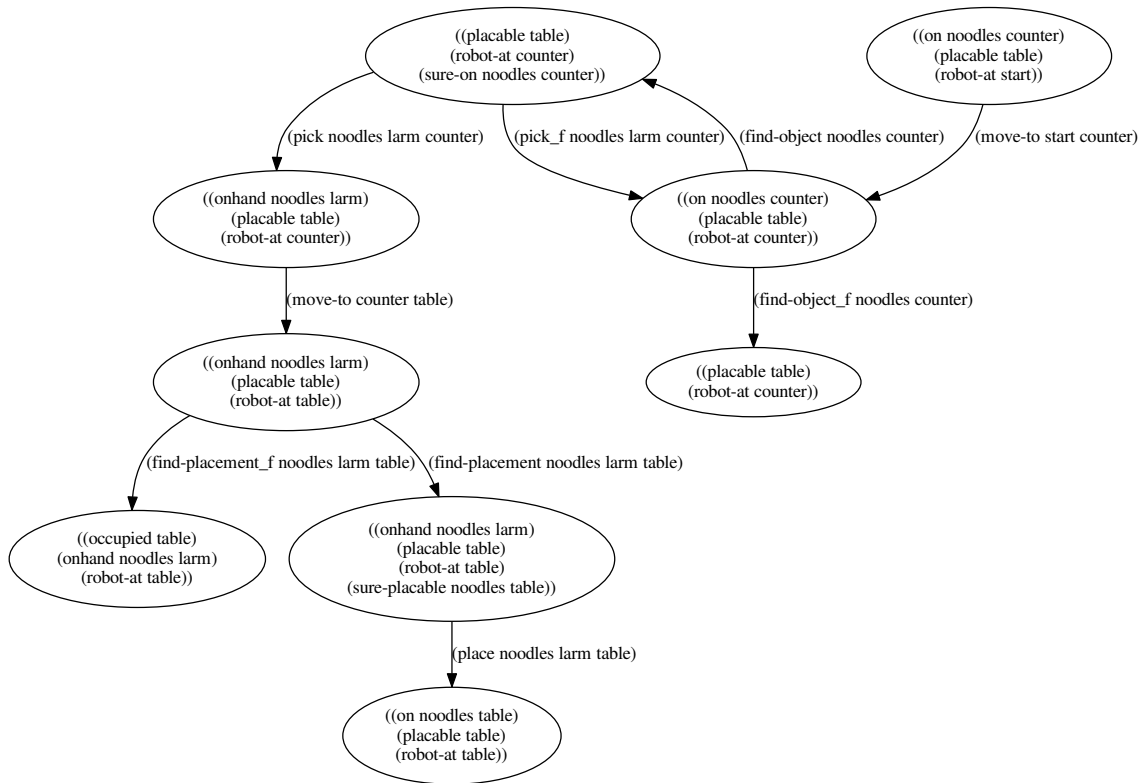 ((placable table)
(robot-at counter)
(sure-on noodles counter))
((on noodles counter)
(placable table)
(robot-at start))
(pick noodles larm counter)
(pick_f noodles larm counter)
(find-object noodles counter)
(move-to start counter)
((onhand noodles larm)
(placable table)
(robot-at counter))
((on noodles counter)
(placable table)
(robot-at counter))
(move-to counter table)
(find-object_f noodles counter)
((onhand noodles larm)
(placable table)
(robot-at table))
((placable table)
(robot-at counter))
(find-placement_f noodles larm table)
(find-placement noodles larm table)
((occupied table)
(onhand noodles larm)
(robot-at table))
((onhand noodles larm)
(placable table)
(robot-at table)
(sure-placable noodles table))
(place noodles larm table)
((on noodles table)
(placable table)
(robot-at table))